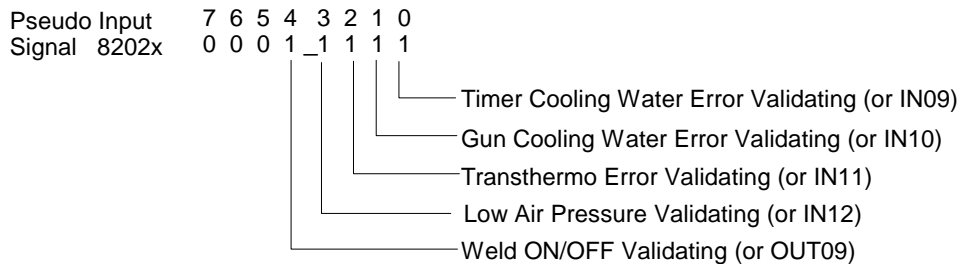 Pseudo Input 7 6 5 4 3 2 1 0
Signal 8202x 0 0 0 1 _1 1 1 1
Timer Cooling Water Error Validating (or IN09)
Gun Cooling Water Error Validating (or IN10)
Transthermo Error Validating (or IN11)
Low Air Pressure Validating (or IN12)
Weld ON/OFF Validating (or OUT09)